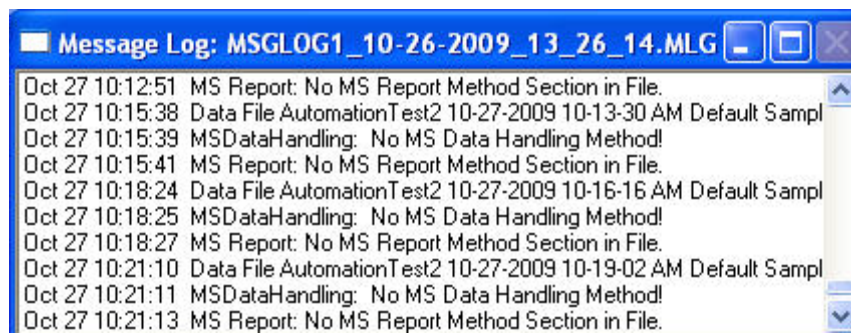 Message Log: MSGLOG1_10-26-2009_13_26_14.MLG
Oct 27 10:12:51 MS Report: No MS Report Method Section in File.
Oct 27 10:15:38 Data File AutomationTest2 10-27-2009 10-13-30 AM Default Sampl
Oct 27 10:15:39 MSDataHandling:  No MS Data Handling Method!
Oct 27 10:15:41 MS Report: No MS Report Method Section in File.
Oct 27 10:18:24 Data File AutomationTest2 10-27-2009 10-16-16 AM Default Sampl
Oct 27 10:18:25 MSDataHandling:  No MS Data Handling Method!
Oct 27 10:18:27 MS Report: No MS Report Method Section in File.
Oct 27 10:21:10 Data File AutomationTest2 10-27-2009 10-19-02 AM Default Sampl
Oct 27 10:21:11 MSDataHandling:  No MS Data Handling Method!
Oct 27 10:21:13 MS Report: No MS Report Method Section in File.